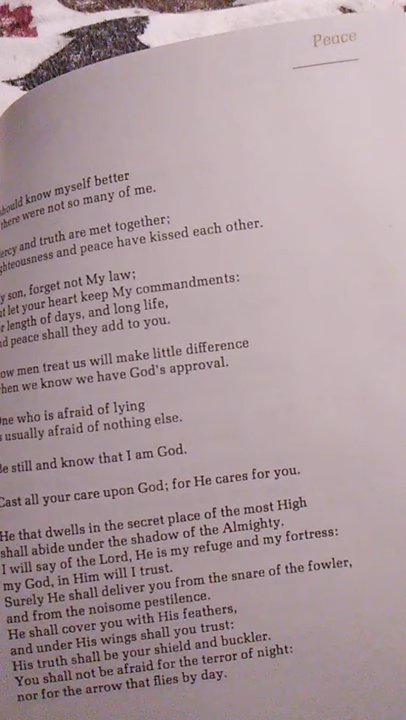 Peace
should know myself better
there were not so many of me.
ercy and truth are met together;
ghteousness and peace have kissed each other.
y son, forget not My law;
ut let your heart keep My commandments:
r length of days, and long life,
nd peace shall they add to you.
ow men treat us will make little difference
hen we know we have God's approval.
One who is afraid of lying
s usually afraid of nothing else.
Be still and know that I am God.
Cast all your care upon God; for He cares for you.
He that dwells in the secret place of the most High
shall abide under the shadow of the Almighty.
I will say of the Lord, He is my refuge and my fortress:
my God, in Him will I trust.
Surely He shall deliver you from the snare of the fowler,
and from the noisome pestilence.
He shall cover you with His feathers,
and under His wings shall you trust:
His truth shall be your shield and buckler.
You shall not be afraid for the terror of night:
nor for the arrow that flies by day.